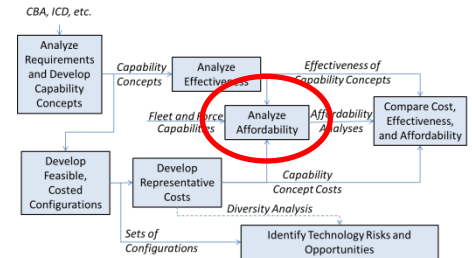 CBA, ICD, etc.
Analyze
Requirements
and Develop
Capability
Concepts
Capability
Concepts
Analyze
Effectiveness
Effectiveness of
Capability Concepts
Fleet and Force
Capabilities
Analyze
Affordability
Affordability
Analyses
Compare Cost,
Effectiveness,
and Affordability
Develop
Feasible,
Costed
Configurations
Develop
Representative
Costs
Capability
Concept Costs
Diversity Analysis
Sets of
Configurations
Identify Technology Risks and
Opportunities